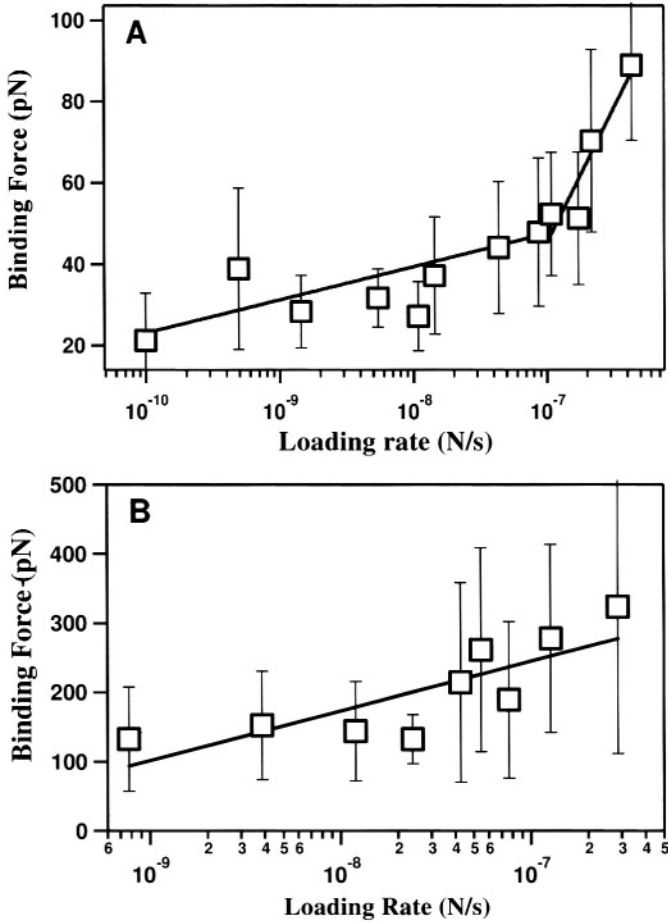 A
100
80
60
40
20
Binding Force (pN)
10⁻¹⁰ 10⁻⁹ 10⁻⁸ 10⁻⁷
Loading rate (N/s)
B
500
400
300
200
100
0
Binding Force-(pN)
6 2 3 4 5 6 2 3 4 5 6 2 3 4 5
10⁻⁹ 10⁻⁸ 10⁻⁷
Loading Rate (N/s)